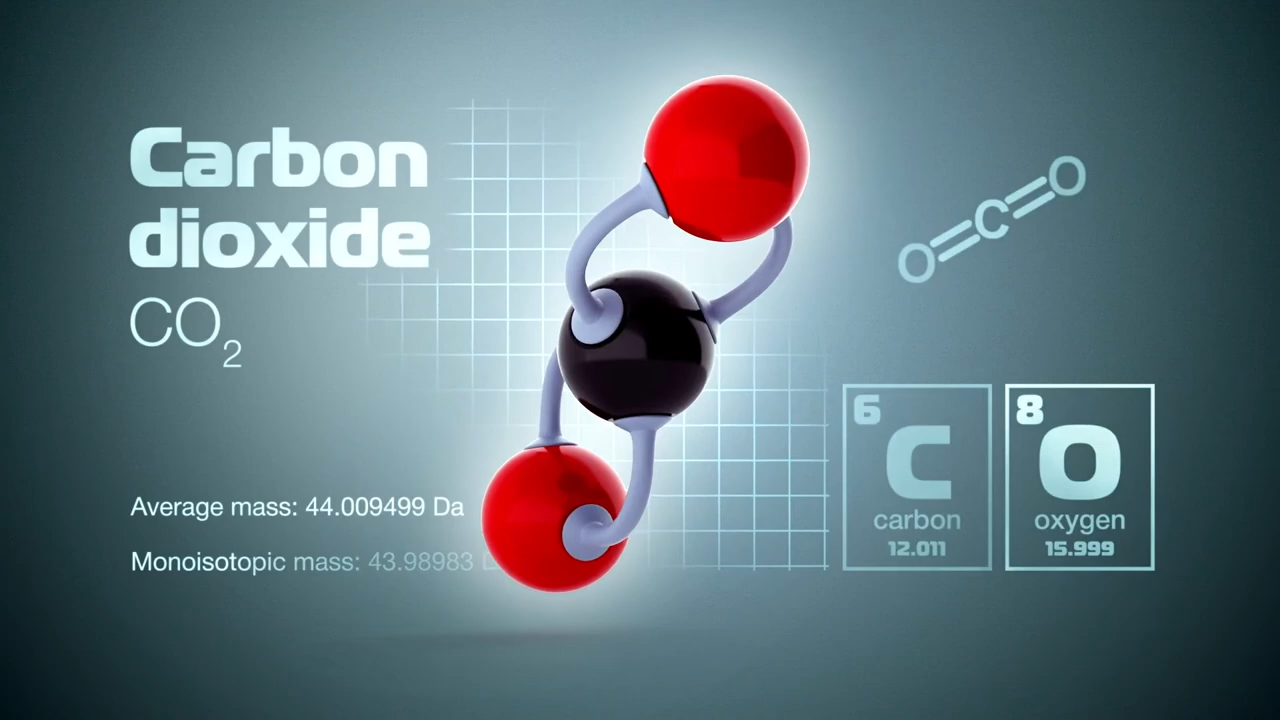 Carbon
dioxide
CO₂
Average mass: 44.009499 Da
Monoisotopic mass: 43.98983
O=C=O
6
C
carbon
12.011
8
O
oxygen
15.999